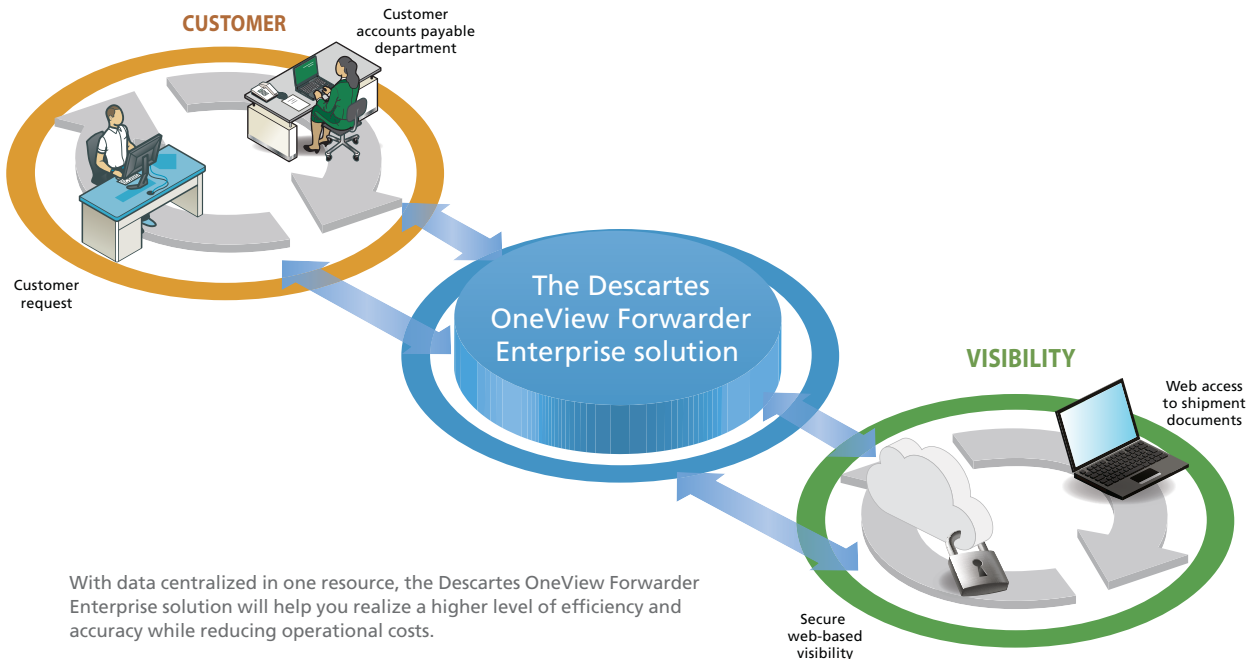 CUSTOMER
Customer
accounts payable
department
Customer
request
The Descartes
OneView Forwarder
Enterprise solution
VISIBILITY
Web access
to shipment
documents
With data centralized in one resource, the Descartes OneView Forwarder
Enterprise solution will help you realize a higher level of efficiency and
accuracy while reducing operational costs.
Secure
web-based
visibility